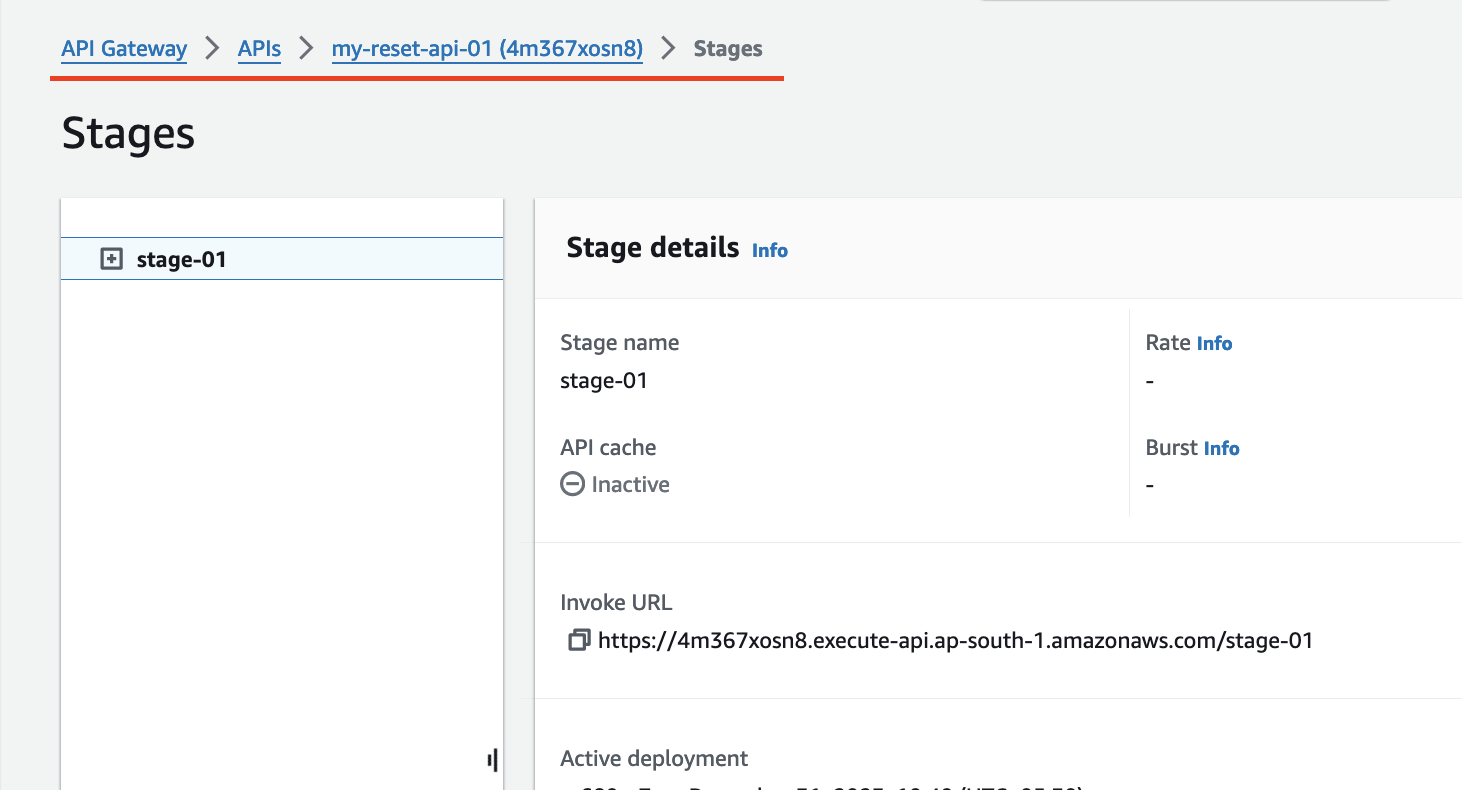 API Gateway > APIs > my-reset-api-01 (4m367xosn8) > Stages
Stages
stage-01
Stage details Info
Stage name
stage-01
Rate Info
-
API cache
Inactive
Burst Info
-
Invoke URL
https://4m367xosn8.execute-api.ap-south-1.amazonaws.com/stage-01
Active deployment